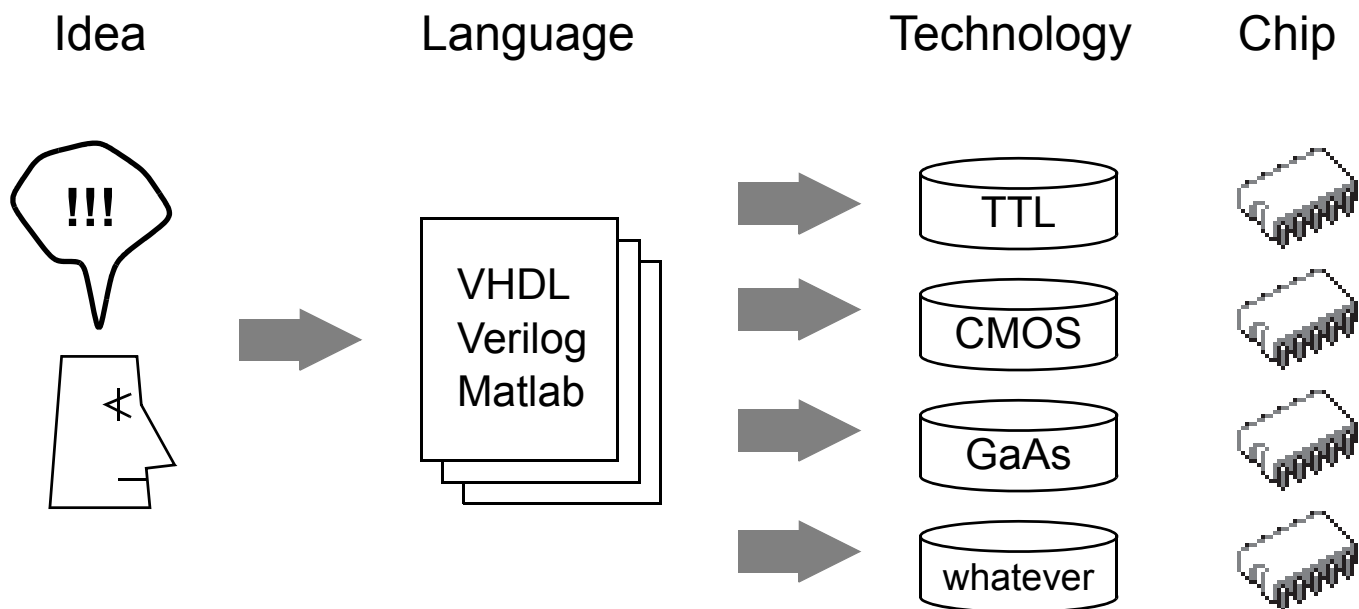 Idea
Language
Technology
Chip
!!!
VHDL
Verilog
Matlab
TTL
CMOS
GaAs
whatever